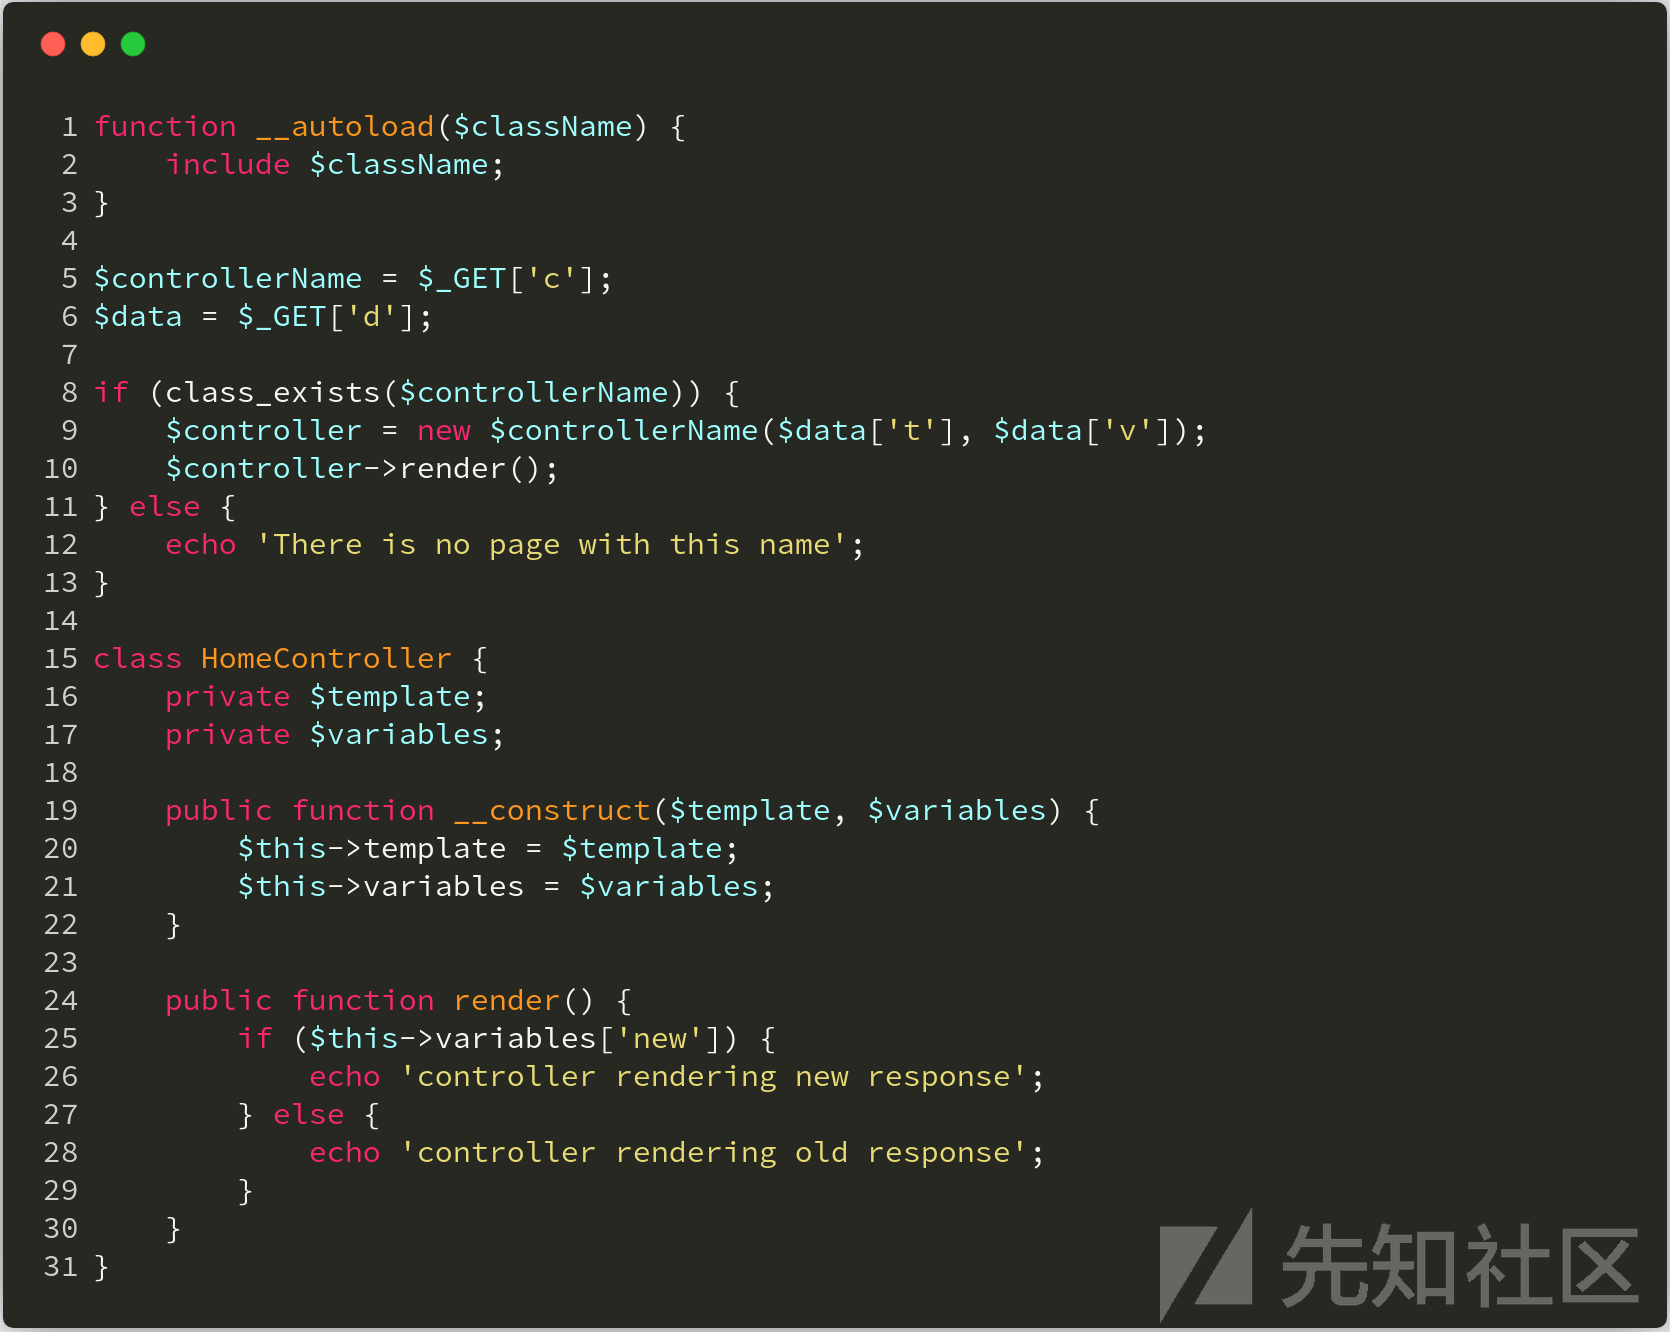 1 function __autoload($className) {
2     include $className;
3 }
4
5 $controllerName = $_GET['c'];
6 $data = $_GET['d'];
7
8 if (class_exists($controllerName)) {
9     $controller = new $controllerName($data['t'], $data['v']);
10     $controller->render();
11 } else {
12     echo 'There is no page with this name';
13 }
14
15 class HomeController {
16     private $template;
17     private $variables;
18
19     public function __construct($template, $variables) {
20         $this->template = $template;
21         $this->variables = $variables;
22     }
23
24     public function render() {
25         if ($this->variables['new']) {
26             echo 'controller rendering new response';
27         } else {
28             echo 'controller rendering old response';
29         }
30     }
31 }
先知社区